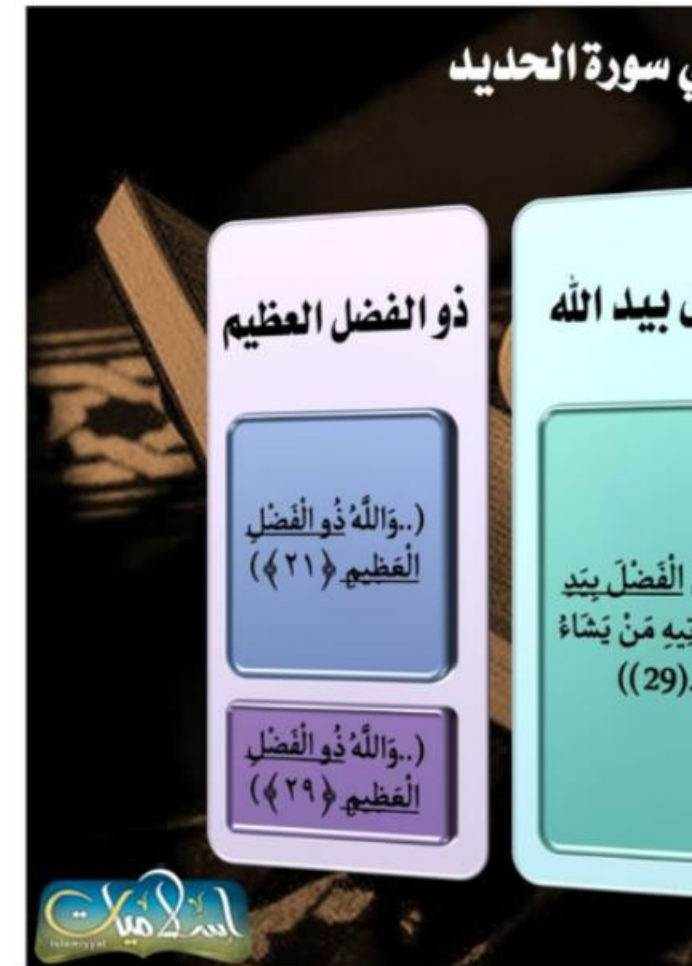 سورة الحديد
بيد الله
الْفَضْلَ بِيَدِ
مَنْ يَشَاءُ
(29))
ذو الفضل العظيم
(..وَاللَّهُ ذُو الْفَضْلِ
الْعَظِيمِ ﴿٢١﴾)
(..وَاللَّهُ ذُو الْفَضْلِ
الْعَظِيمِ ﴿٢٩﴾)
إسلاميات
islamiyyat